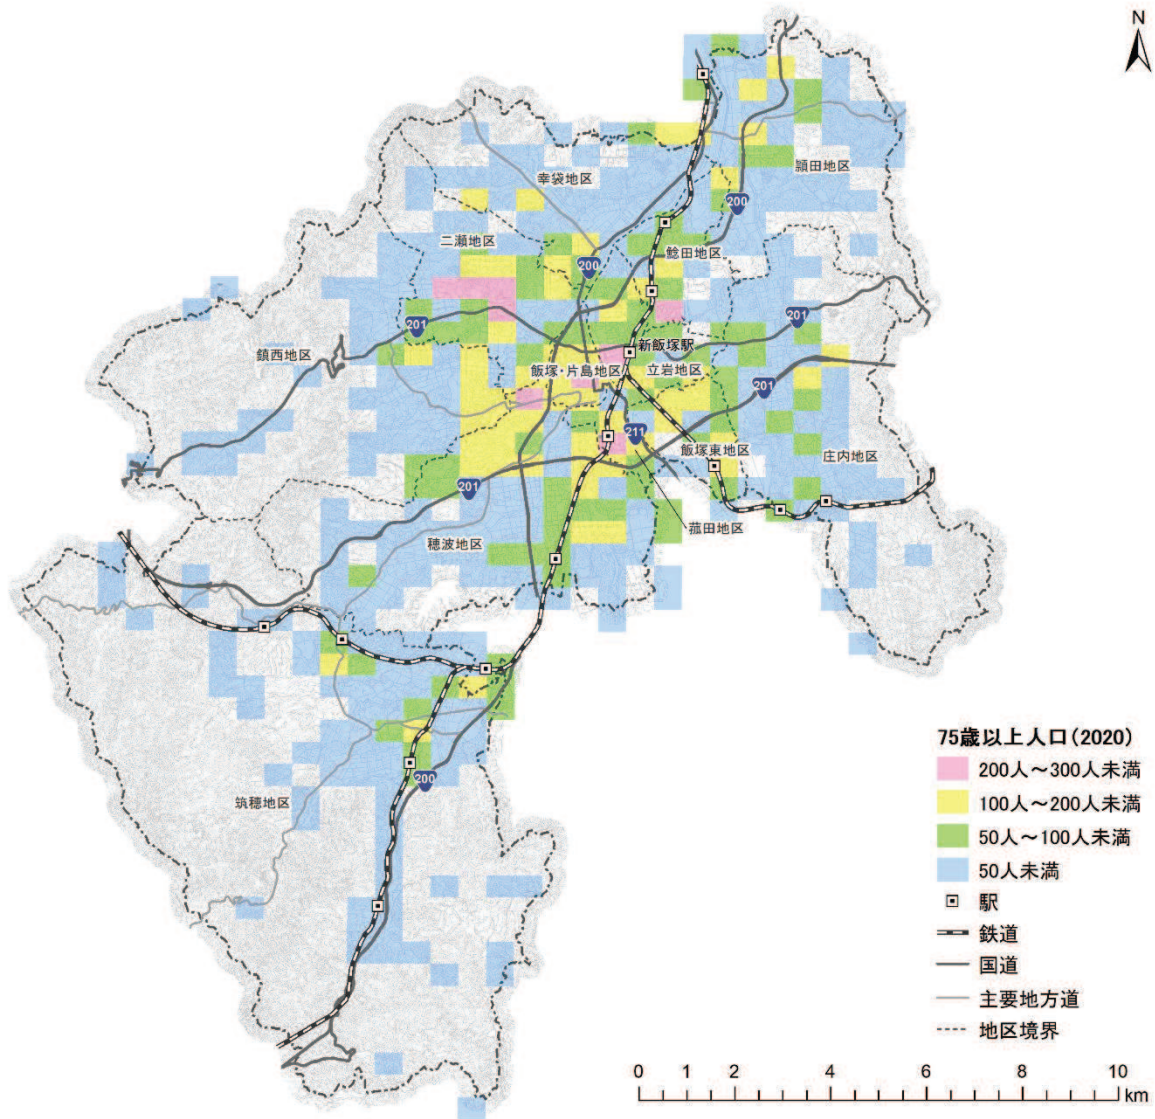 N
幸袋地区
頴田地区
200
二瀬地区
鯰田地区
200
201
201
新飯塚駅
鎮西地区
飯塚・片島地区
立岩地区
201
211
飯塚東地区
庄内地区
201
菰田地区
穂波地区
筑穂地区
200
75歳以上人口(2020)
200人～300人未満
100人～200人未満
50人～100人未満
50人未満
駅
鉄道
国道
主要地方道
地区境界
0 1 2 4 6 8 10
km